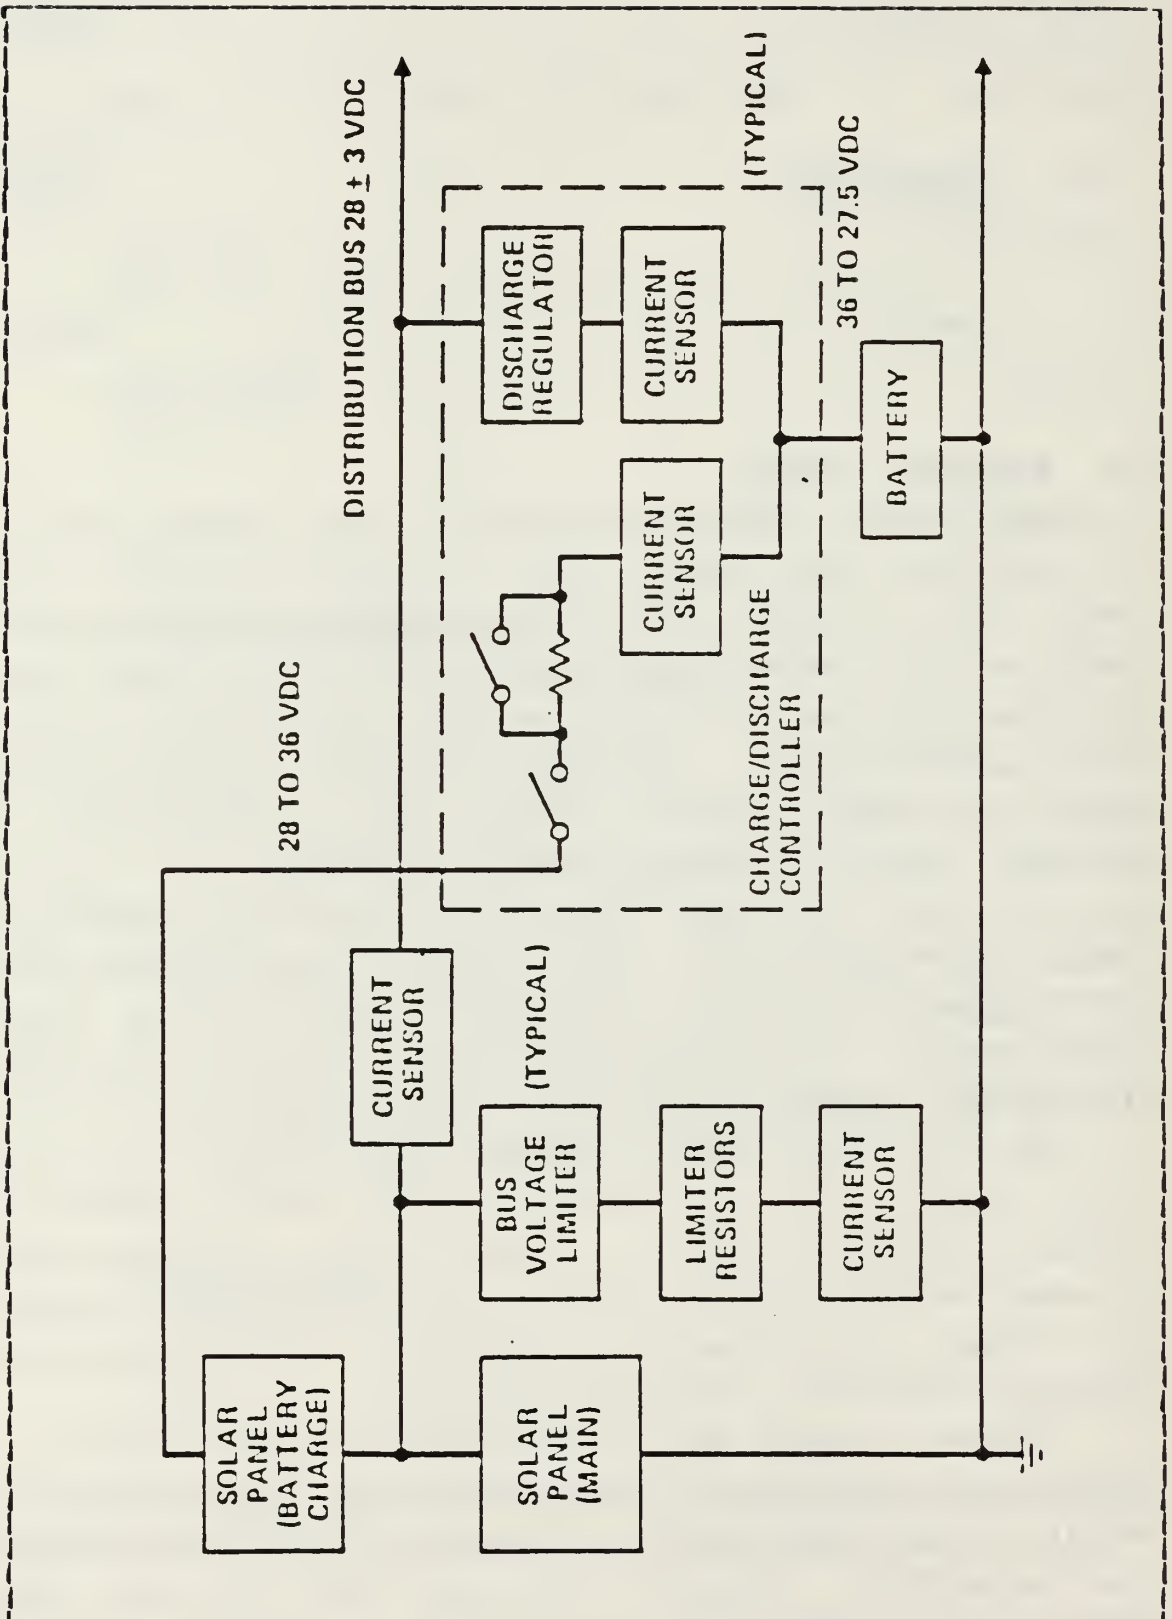 SOLAR
PANEL
(BATTERY
CHARGE)
28 TO 36 VDC
DISTRIBUTION BUS 28 ± 3 VDC
CURRENT
SENSOR
SOLAR
PANEL
(MAIN)
BUS
VOLTAGE
LIMITER
(TYPICAL)
LIMITER
RESISTORS
CURRENT
SENSOR
DISCHARGE
REGULATOR
CURRENT
SENSOR
CURRENT
SENSOR
CHARGE/DISCHARGE
CONTROLLER
(TYPICAL)
36 TO 27.5 VDC
BATTERY